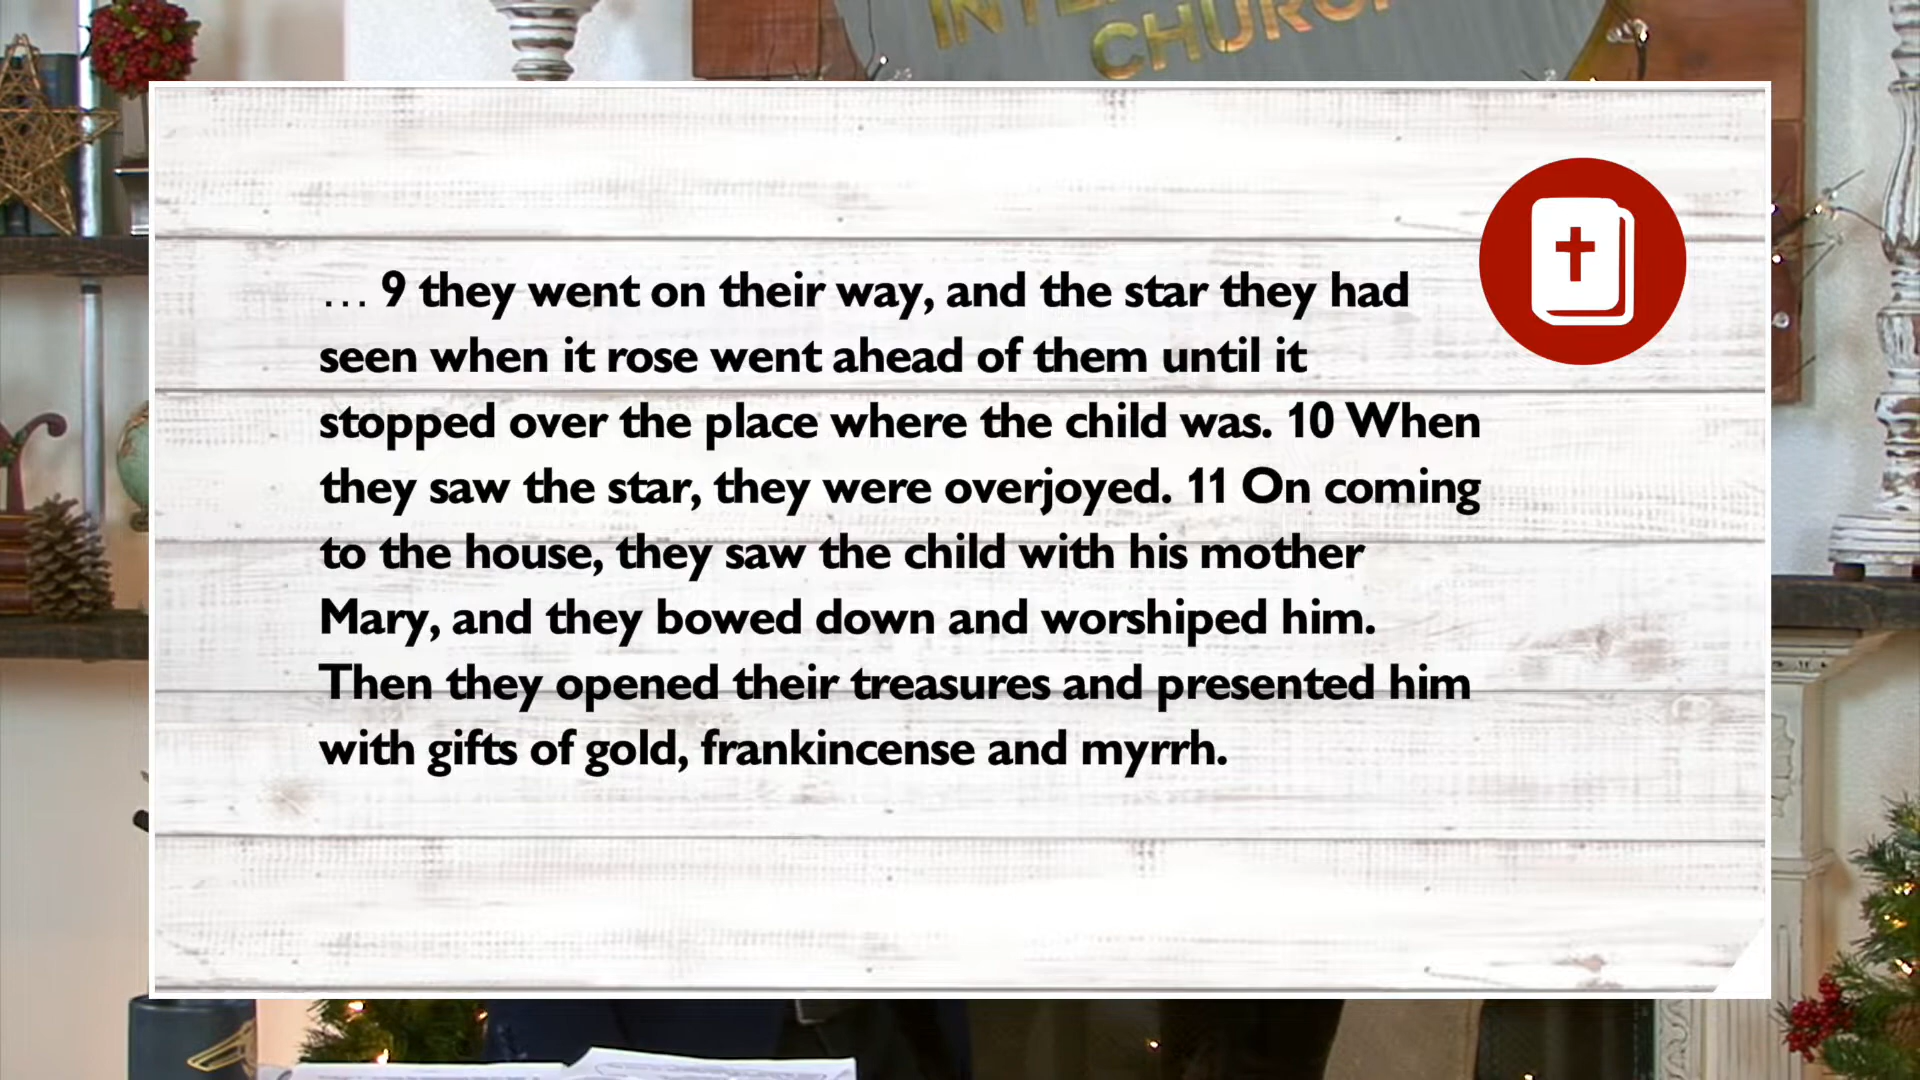 CHURCH
… 9 they went on their way, and the star they had
seen when it rose went ahead of them until it
stopped over the place where the child was. 10 When
they saw the star, they were overjoyed. 11 On coming
to the house, they saw the child with his mother
Mary, and they bowed down and worshiped him.
Then they opened their treasures and presented him
with gifts of gold, frankincense and myrrh.